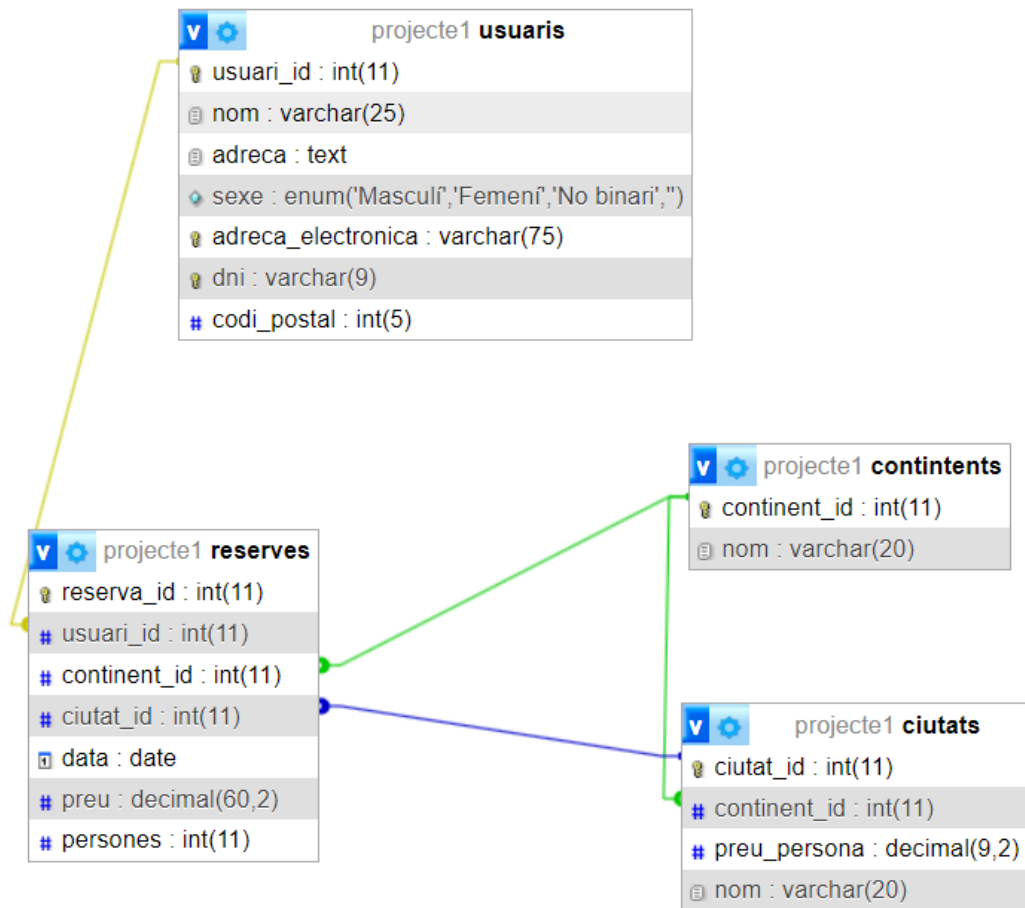 v projecte1 usuaris
usuari_id : int(11)
nom : varchar(25)
adreca : text
sexe : enum('Masculí','Femení','No binari','')
adreca_electronica : varchar(75)
dni : varchar(9)
# codi_postal : int(5)
v projecte1 contintents
continent_id : int(11)
nom : varchar(20)
v projecte1 reserves
reserva_id : int(11)
# usuari_id : int(11)
# continent_id : int(11)
# ciutat_id : int(11)
data : date
# preu : decimal(60,2)
# persones : int(11)
v projecte1 ciutats
ciutat_id : int(11)
# continent_id : int(11)
# preu_persona : decimal(9,2)
nom : varchar(20)